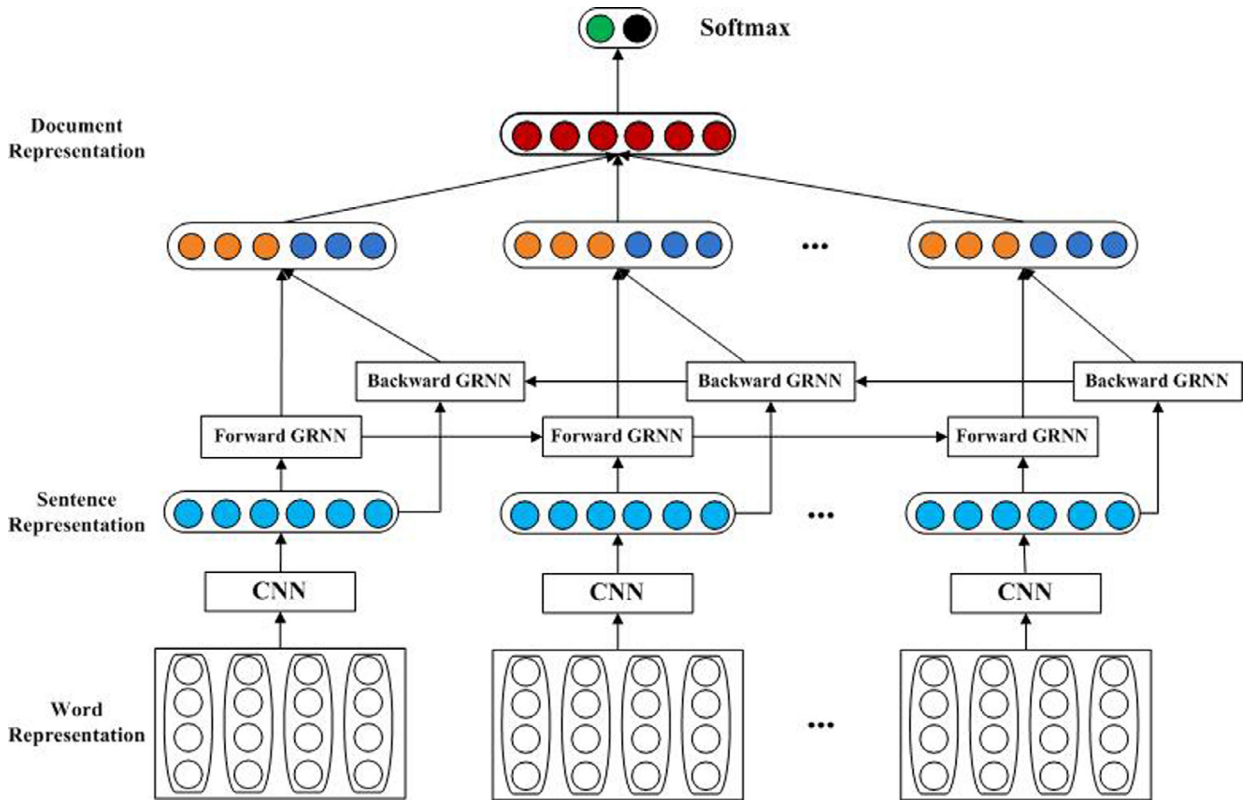 Softmax
Document
Representation
...
Backward GRNN
Backward GRNN
Backward GRNN
Forward GRNN
Forward GRNN
Forward GRNN
Sentence
Representation
...
CNN
CNN
CNN
Word
Representation
...